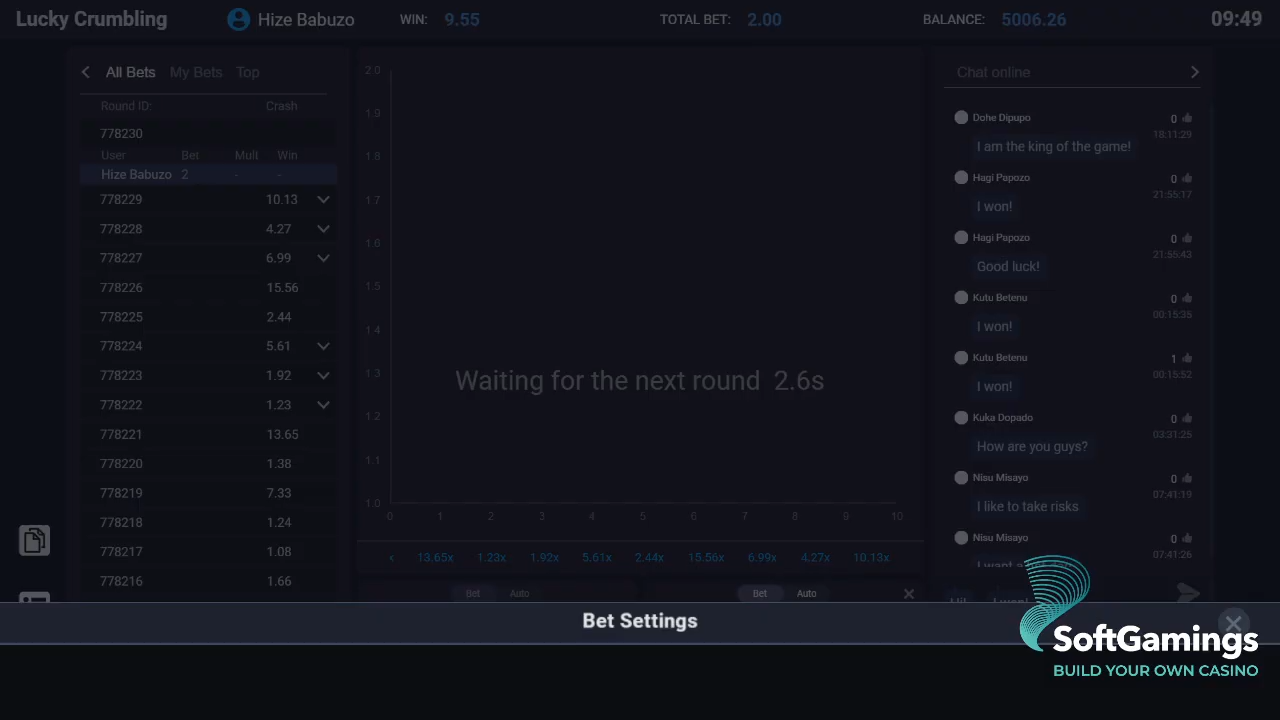 Lucky Crumbling
Hize Babuzo
WIN: 9.55
TOTAL BET: 2.00
BALANCE: 5006.26
09:49
All Bets My Bets Top
Round ID: Crash
778230
User Bet Mult Win
Hize Babuzo 2 - -
778229 10.13
778228 4.27
778227 6.99
778226 15.56
778225 2.44
778224 5.61
778223 1.92
778222 1.23
778221 13.65
778220 1.38
778219 7.33
778218 1.24
778217 1.08
778216 1.66
2.0
1.9
1.8
1.7
1.6
1.5
1.4
1.3
1.2
1.1
1.0
0 1 2 3 4 5 6 7 8 9 10
Waiting for the next round 2.6s
13.65x 1.23x 1.92x 5.61x 2.44x 15.56x 6.99x 4.27x 10.13x
Bet Auto
Bet Auto
Chat online
Dohe Dipupo 0
18:11:29
I am the king of the game!
Hagi Papozo 0
21:55:17
I won!
Hagi Papozo 0
21:55:43
Good luck!
Kutu Betenu 0
00:15:35
I won!
Kutu Betenu 1
00:15:52
I won!
Kuka Dopado 0
03:31:25
How are you guys?
Nisu Misayo 0
07:41:19
I like to take risks
Nisu Misayo 0
07:41:26
I want a
Hi! I won!
Bet Settings
SoftGamings
BUILD YOUR OWN CASINO